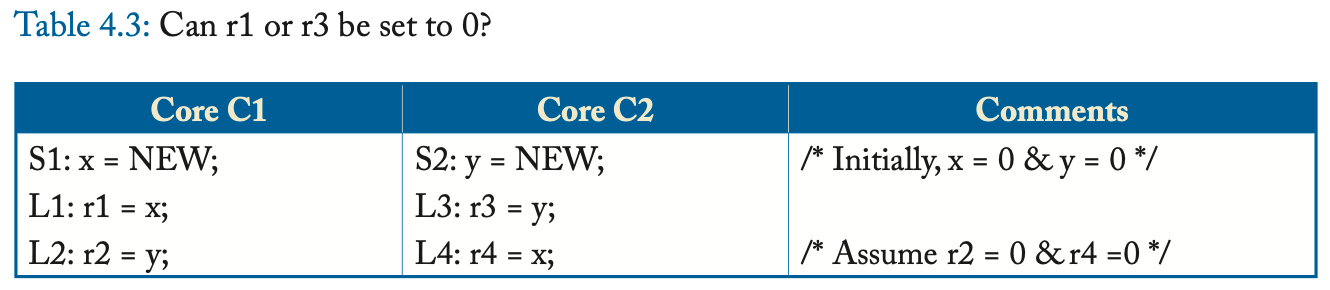 Table 4.3: Can r1 or r3 be set to 0?
Core C1 Core C2 Comments
S1: x = NEW; S2: y = NEW; /* Initially, x = 0 & y = 0 */
L1: r1 = x; L3: r3 = y;
L2: r2 = y; L4: r4 = x; /* Assume r2 = 0 & r4 =0 */